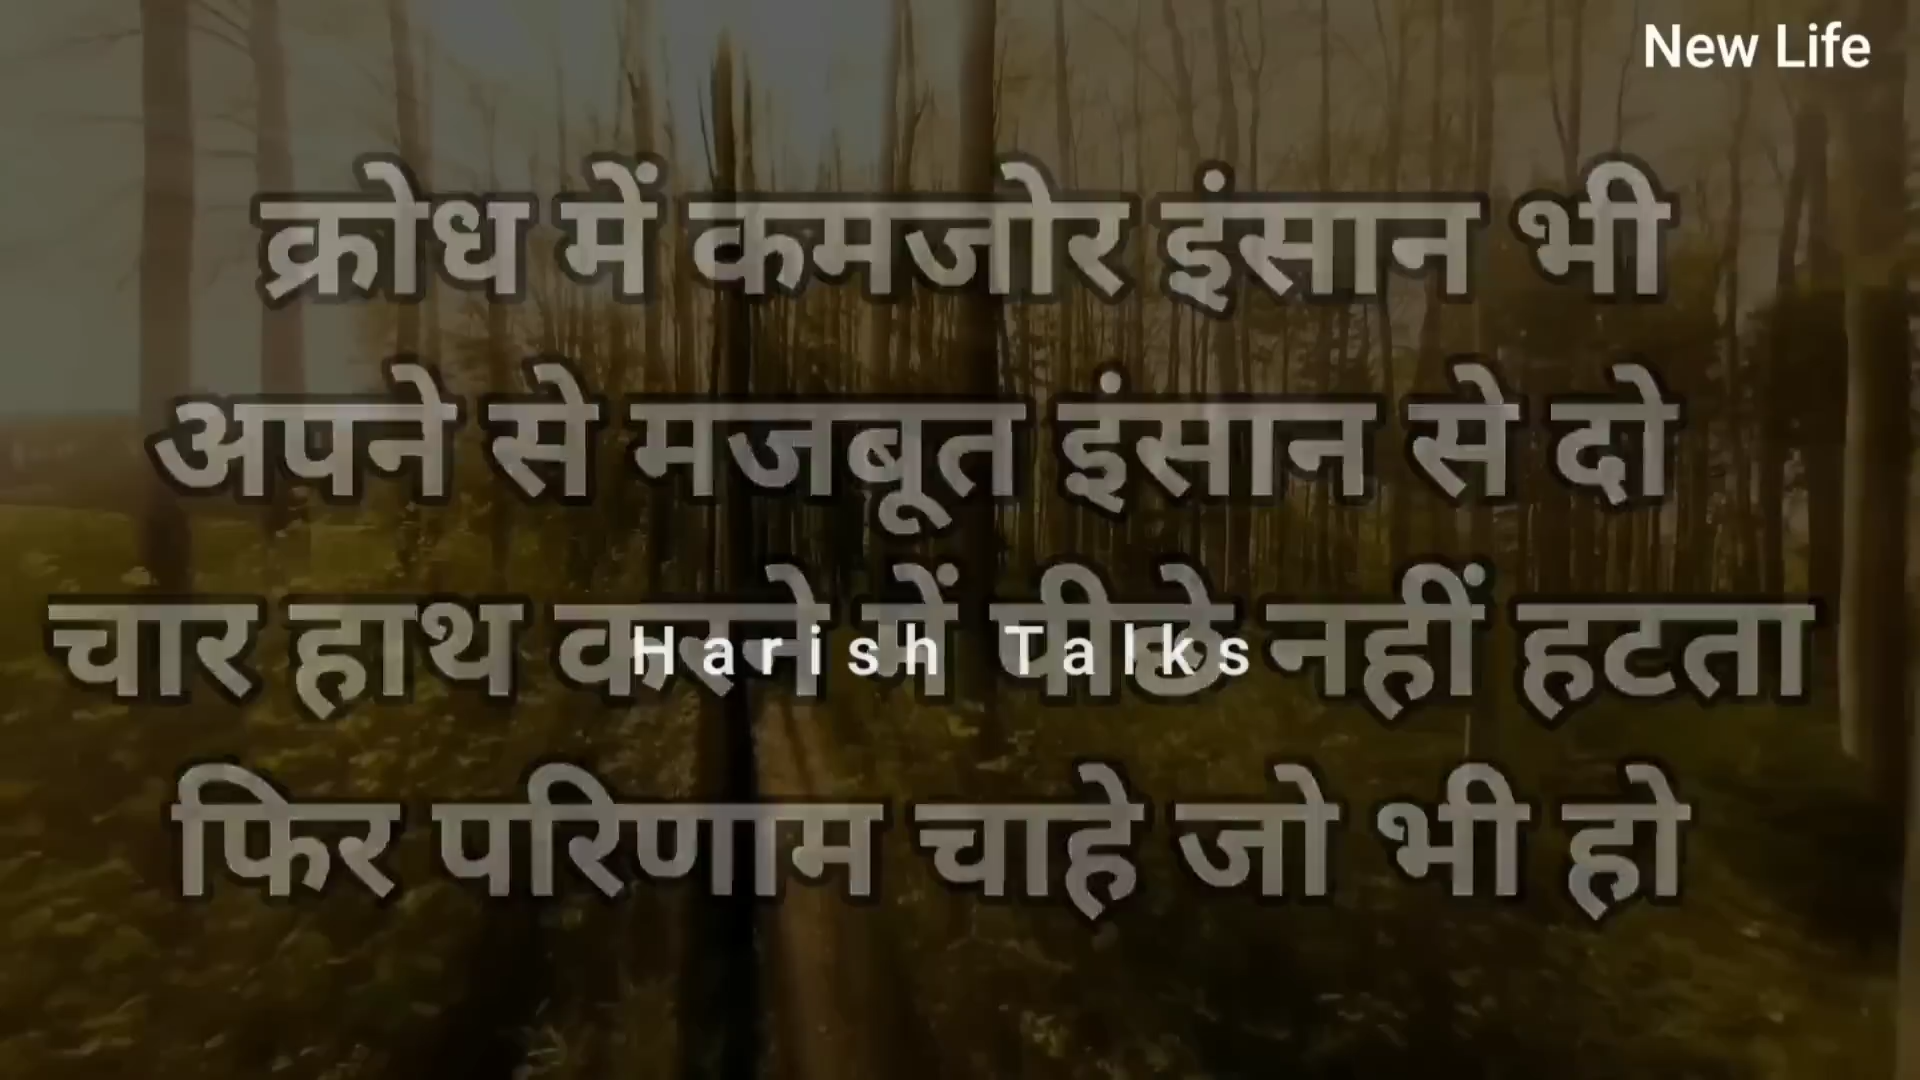 New Life
क्रोध में कमजोर इंसान भी
अपने से मजबूत इंसान से दो
चार हाथ करने में पीछे नहीं हटता
Harish Talks
फिर परिणाम चाहे जो भी हो